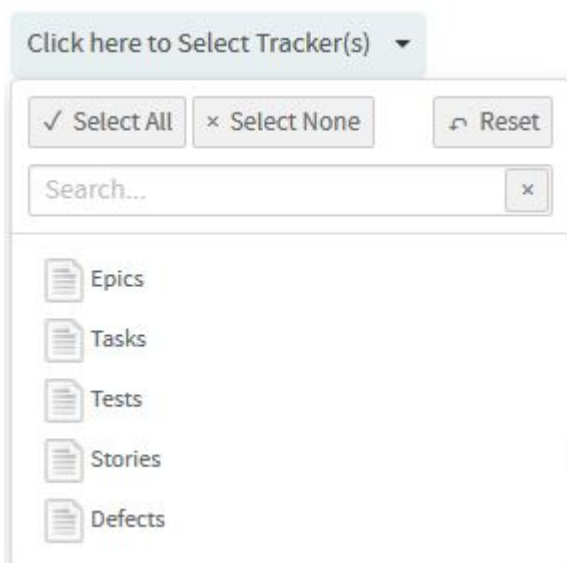 Click here to Select Tracker(s)
✓ Select All × Select None Reset
Search... ×
Epics
Tasks
Tests
Stories
Defects